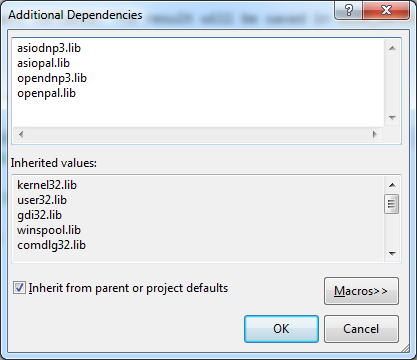 Additional Dependencies
asiodnp3.lib
asiopal.lib
opendnp3.lib
openpal.lib
Inherited values:
kernel32.lib
user32.lib
gdi32.lib
winspool.lib
comdlg32.lib
Inherit from parent or project defaults
Macros>>
OK
Cancel